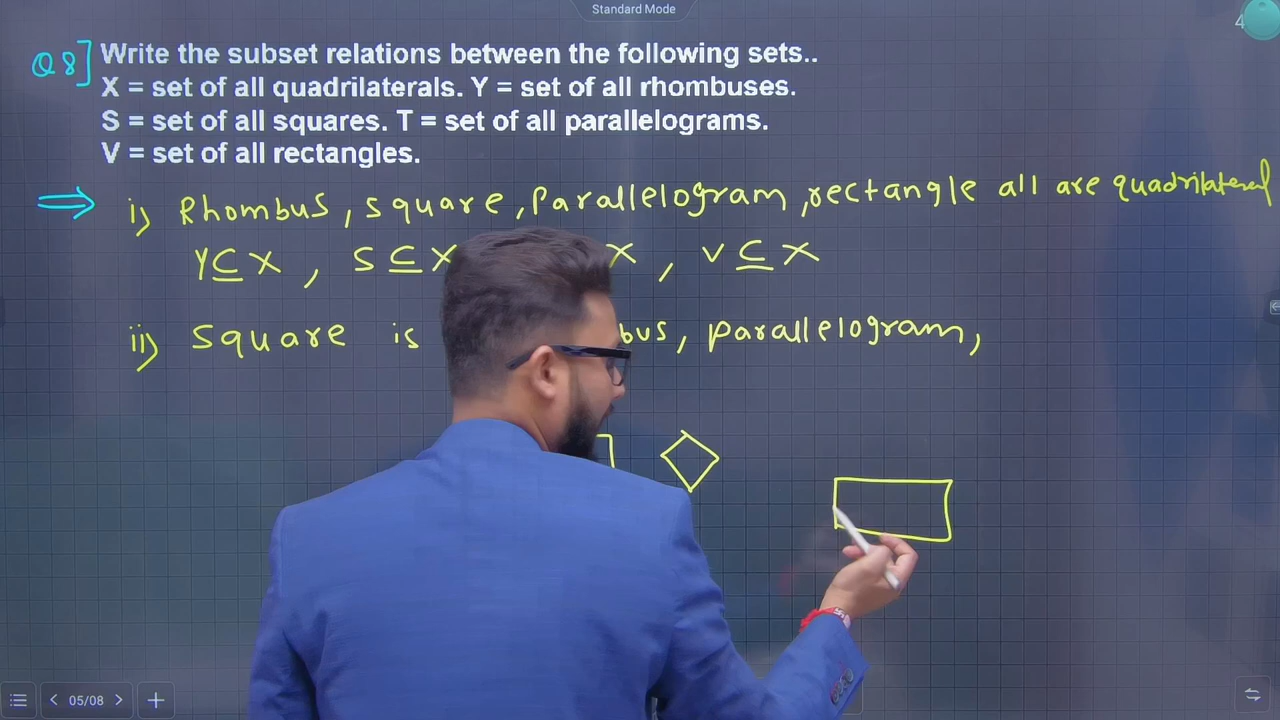 Standard Mode
4
Q8] Write the subset relations between the following sets..
X = set of all quadrilaterals. Y = set of all rhombuses.
S = set of all squares. T = set of all parallelograms.
V = set of all rectangles.
⇒ i) Rhombus, square, Parallelogram, rectangle all are quadrilateral
Y ⊆ X , S ⊆ X X , V ⊆ X
ii) Square is bus, parallelogram,
05/08